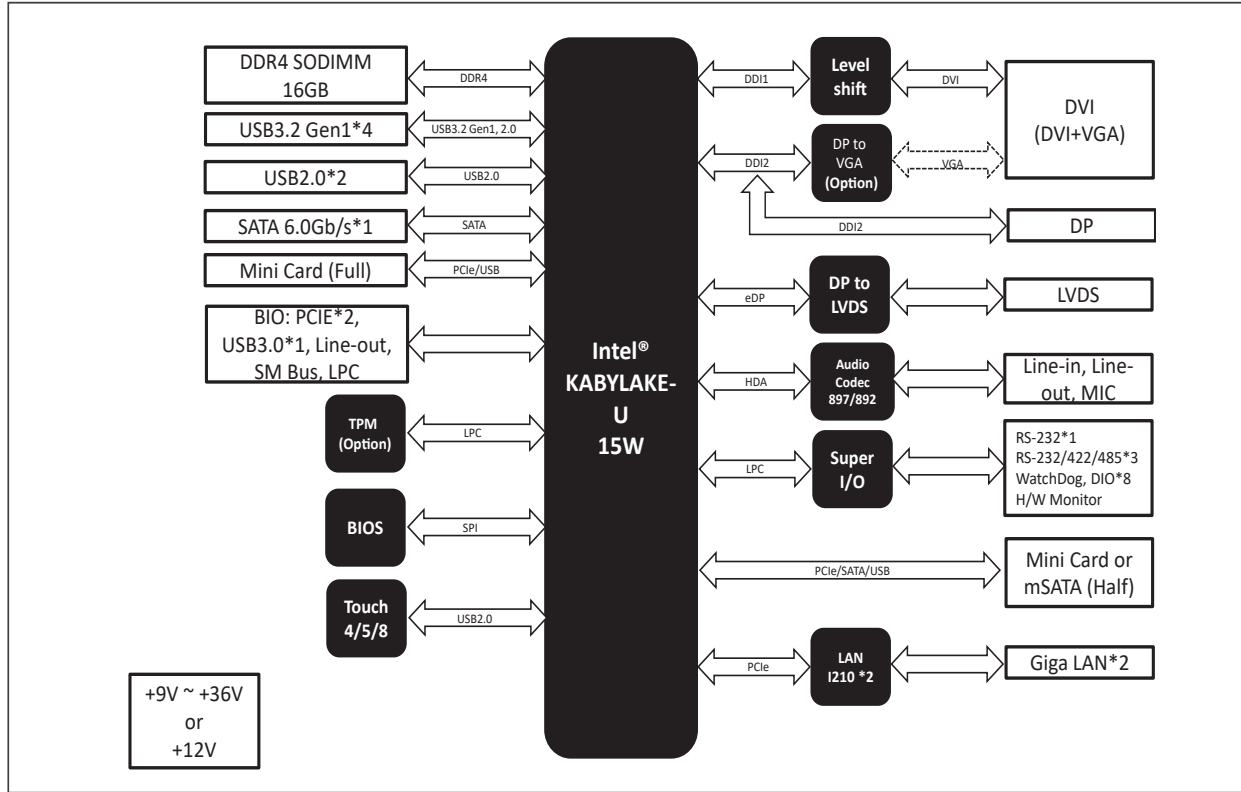 DDR4 SODIMM
16GB
DDR4
USB3.2 Gen1*4
USB3.2 Gen1, 2.0
USB2.0*2
USB2.0
SATA 6.0Gb/s*1
SATA
Mini Card (Full)
PCIe/USB
BIO: PCIE*2,
USB3.0*1, Line-out,
SM Bus, LPC
TPM
(Option)
LPC
BIOS
SPI
Touch
4/5/8
USB2.0
+9V ~ +36V
or
+12V
Intel®
KABYLAKE-
U
15W
DDI1
Level
shift
DVI
DVI
(DVI+VGA)
DDI2
DP to
VGA
(Option)
VGA
DDI2
DP
eDP
DP to
LVDS
LVDS
HDA
Audio
Codec
897/892
Line-in, Line-
out, MIC
LPC
Super
I/O
RS-232*1
RS-232/422/485*3
WatchDog, DIO*8
H/W Monitor
PCIe/SATA/USB
Mini Card or
mSATA (Half)
PCIe
LAN
I210 *2
Giga LAN*2